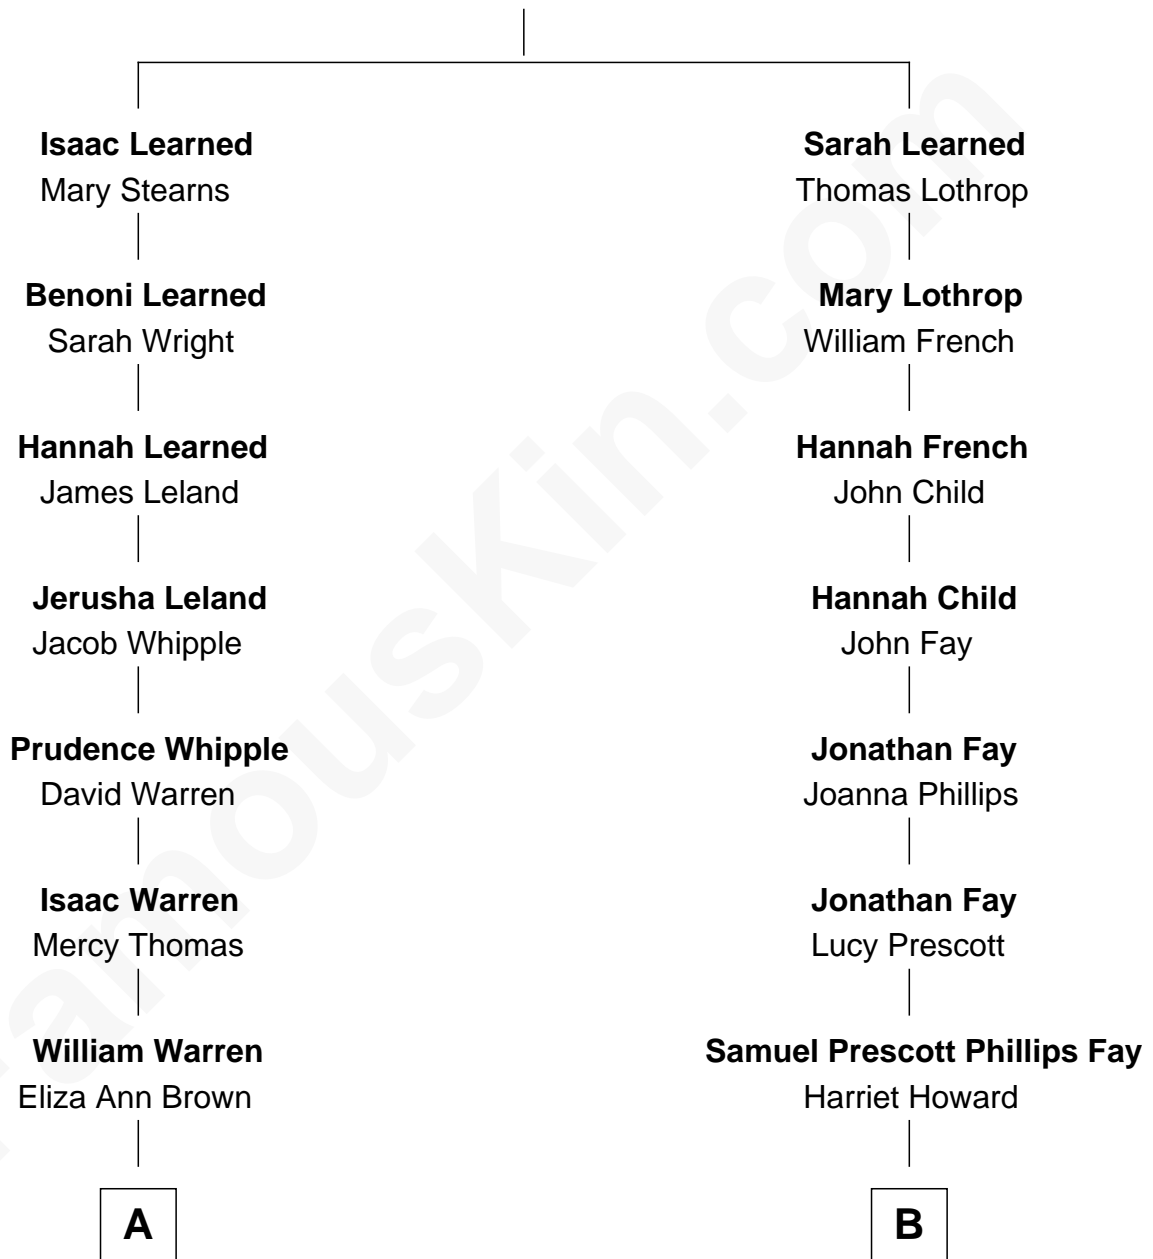 Isaac Learned
Mary Stearns
Sarah Learned
Thomas Lothrop
Benoni Learned
Sarah Wright
Mary Lothrop
William French
Hannah Learned
James Leland
Hannah French
John Child
Jerusha Leland
Jacob Whipple
Hannah Child
John Fay
Prudence Whipple
David Warren
Jonathan Fay
Joanna Phillips
Isaac Warren
Mercy Thomas
Jonathan Fay
Lucy Prescott
William Warren
Eliza Ann Brown
Samuel Prescott Phillips Fay
Harriet Howard
A
B
FamousKin.com